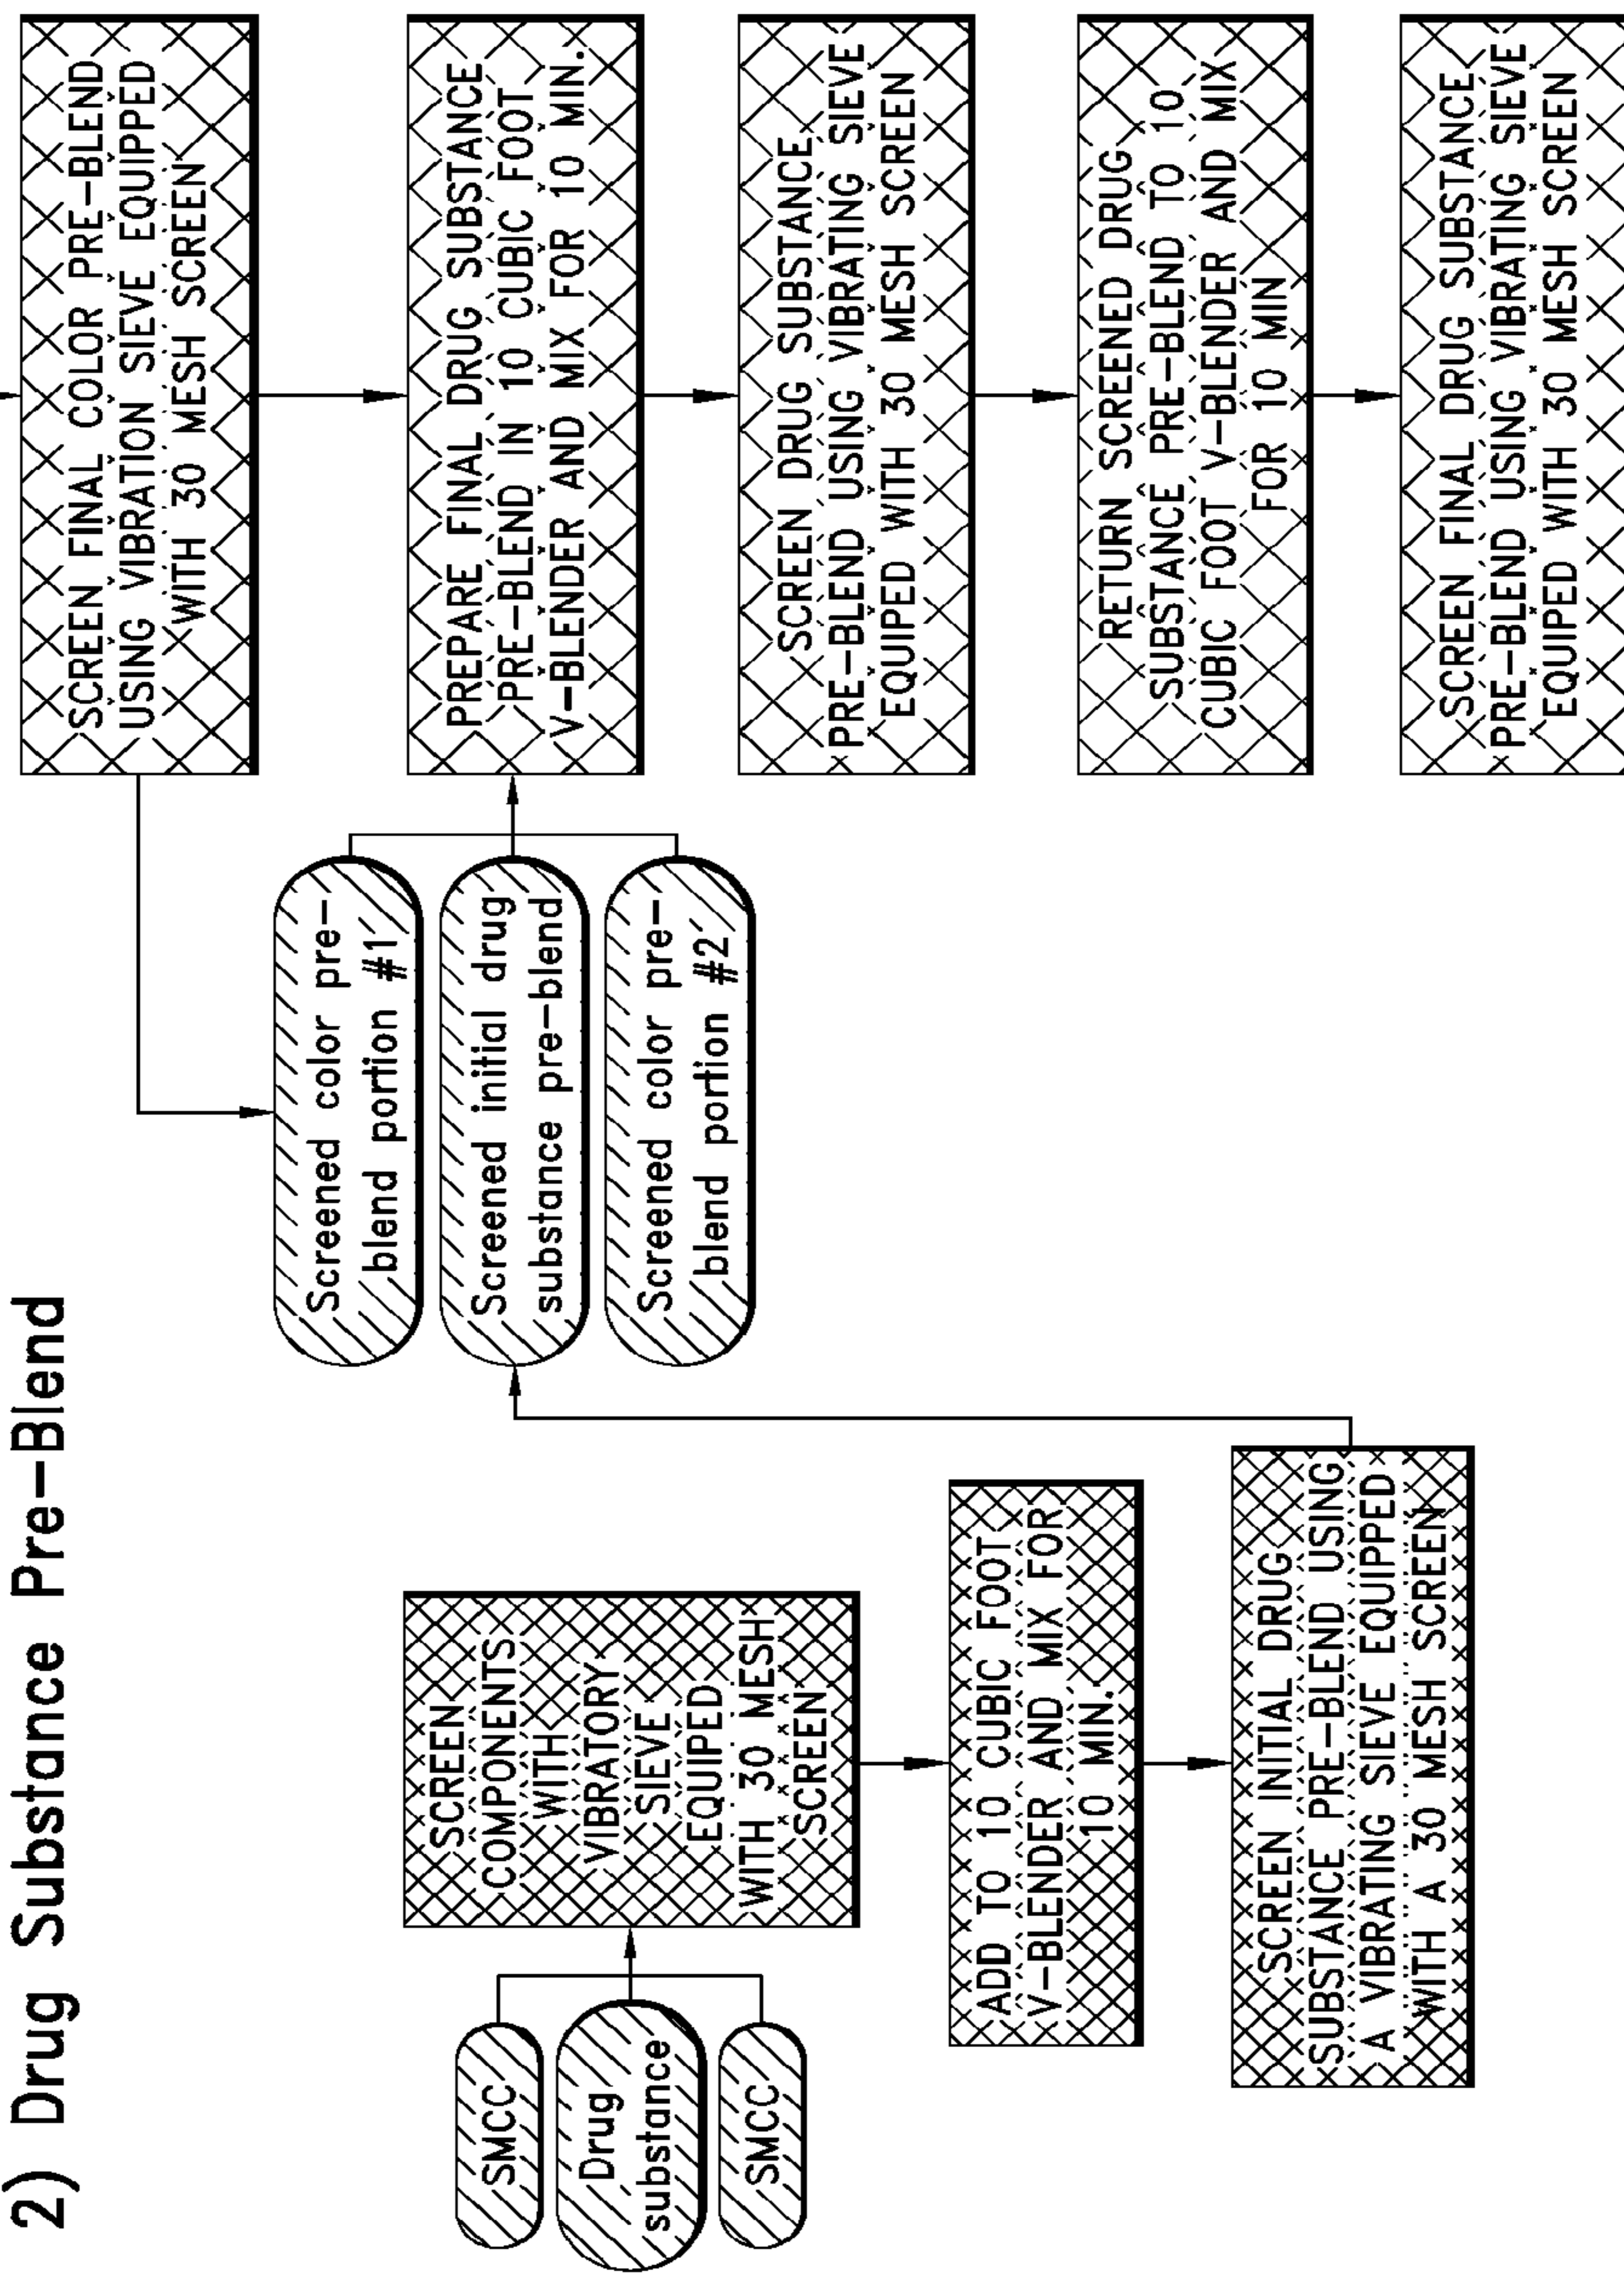 2) Drug Substance Pre-Blend
SMCC
Drug
substance
SMCC
SCREEN
COMPONENTS
WITH
VIBRATORY
SIEVE
EQUIPPED
WITH 30 MESH
SCREEN
ADD TO 10 CUBIC FOOT
V-BLENDER AND MIX FOR
10 MIN.
SCREEN INITIAL DRUG
SUBSTANCE PRE-BLEND USING
A VIBRATING SIEVE EQUIPPED
WITH A 30 MESH SCREEN
Screened color pre-
blend portion #1
Screened initial drug
substance pre-blend
Screened color pre-
blend portion #2
SCREEN FINAL COLOR PRE-BLEND
USING VIBRATION SIEVE EQUIPPED
WITH 30 MESH SCREEN
PREPARE FINAL DRUG SUBSTANCE
PRE-BLEND IN 10 CUBIC FOOT
V-BLENDER AND MIX FOR 10 MIN.
SCREEN DRUG SUBSTANCE
PRE-BLEND USING VIBRATING SIEVE
EQUIPPED WITH 30 MESH SCREEN
RETURN SCREENED DRUG
SUBSTANCE PRE-BLEND TO 10
CUBIC FOOT V-BLENDER AND MIX
FOR 10 MIN
SCREEN FINAL DRUG SUBSTANCE
PRE-BLEND USING VIBRATING SIEVE
EQUIPPED WITH 30 MESH SCREEN